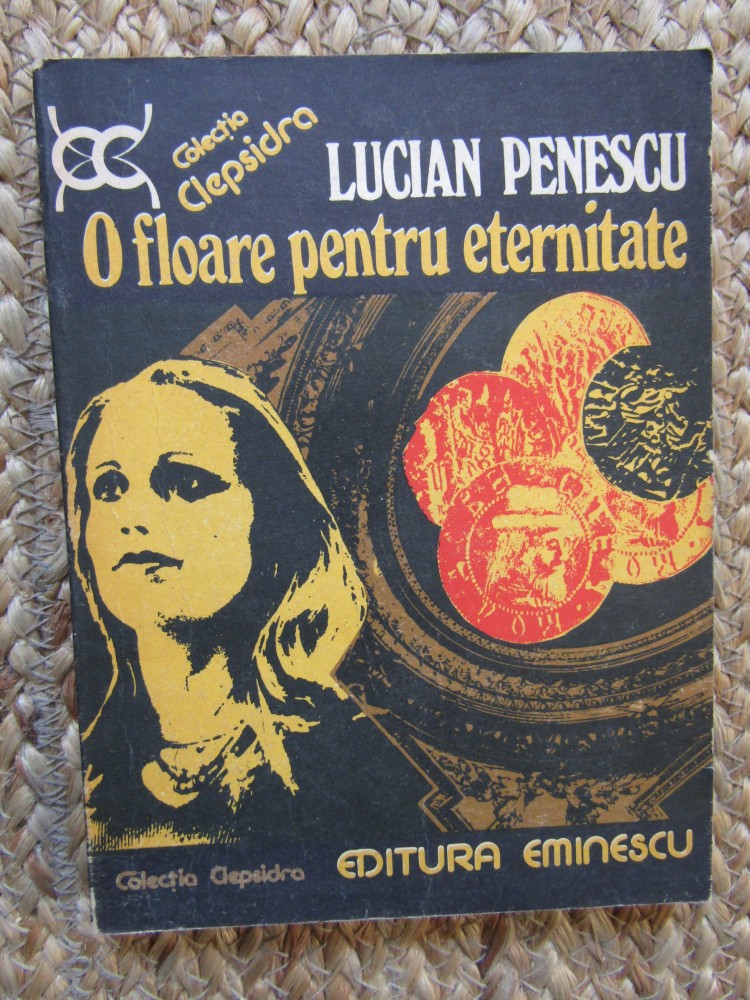 Colecția
Clepsidra
LUCIAN PENESCU
O floare pentru eternitate
Colecția Clepsidra
EDITURA EMINESCU